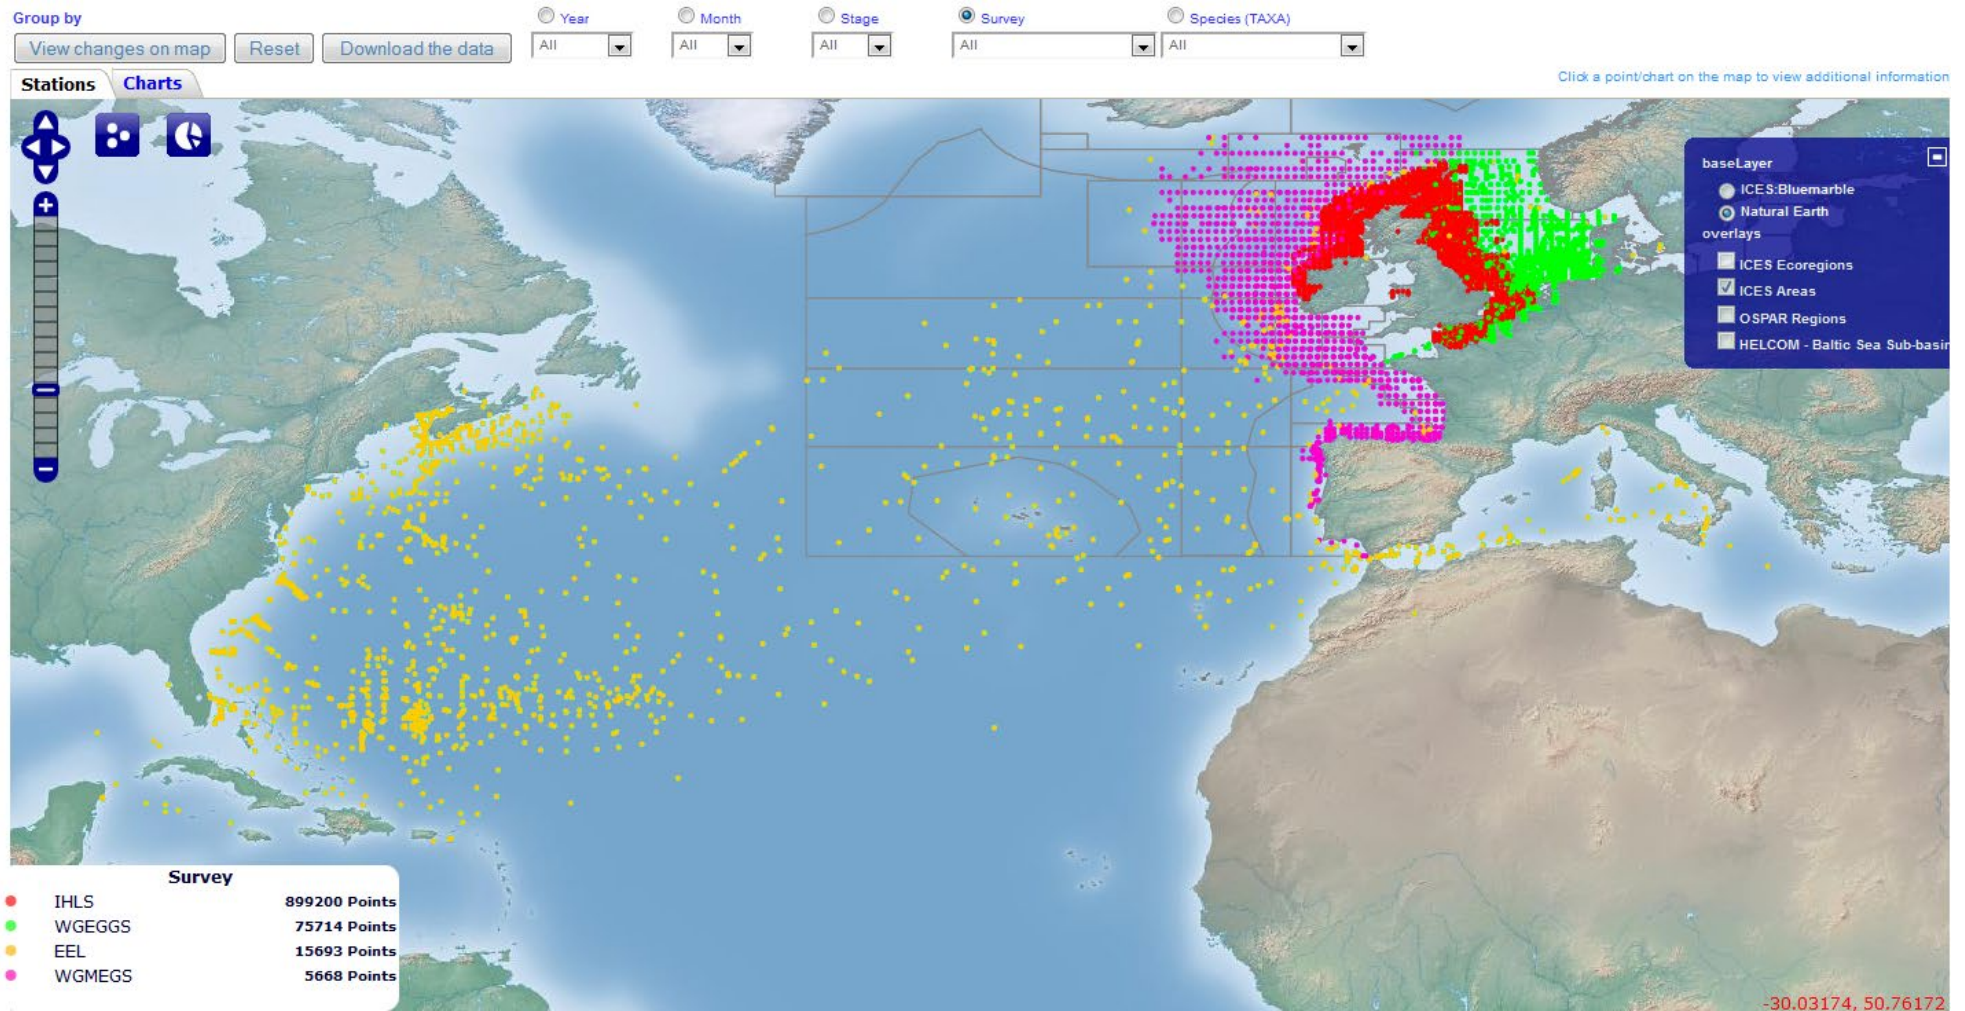 Group by
Year Month Stage Survey Species (TAXA)
View changes on map Reset Download the data All All All All All
Stations Charts
Click a point/chart on the map to view additional information
baseLayer
ICES:Bluemarble
Natural Earth
overlays
ICES Ecoregions
ICES Areas
OSPAR Regions
HELCOM - Baltic Sea Sub-basin
Survey
IHLS 899200 Points
WGEGGS 75714 Points
EEL 15693 Points
WGMEGS 5668 Points
-30.03174, 50.76172